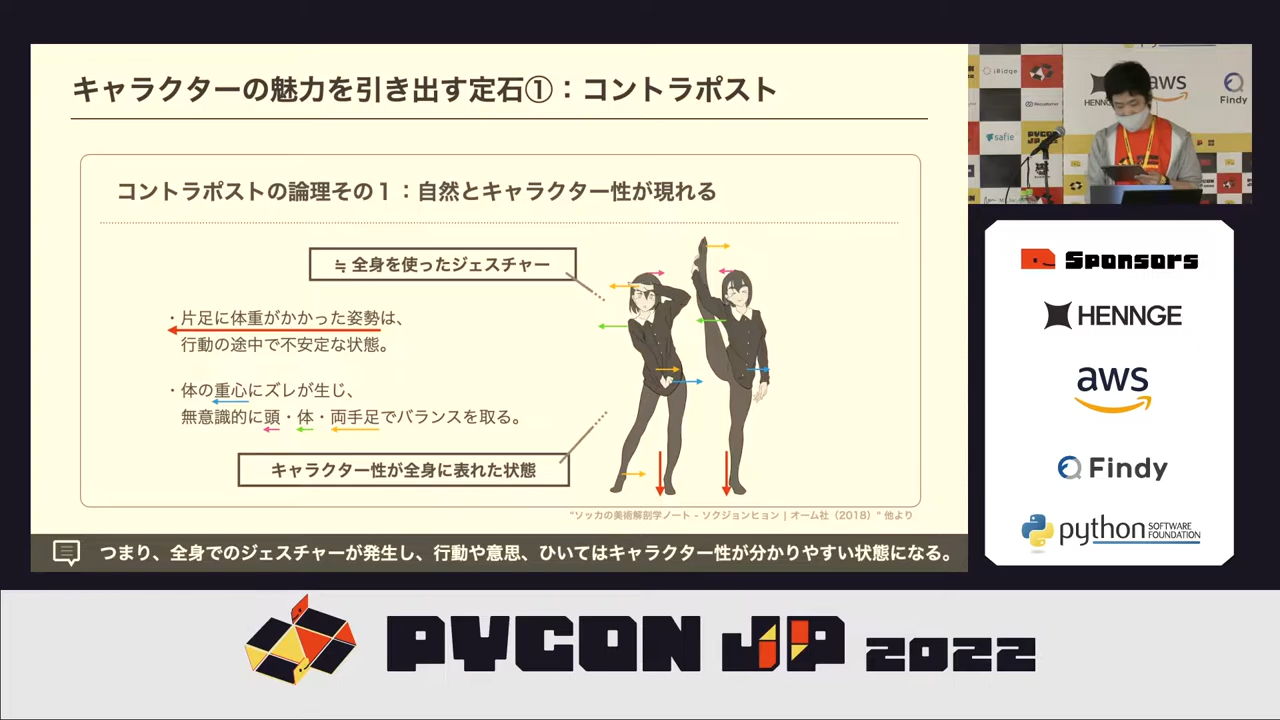 キャラクターの魅力を引き出す定石①：コントラポスト
コントラポストの論理その１：自然とキャラクター性が現れる
≒ 全身を使ったジェスチャー
・片足に体重がかかった姿勢は、
行動の途中で不安定な状態。
・体の重心にズレが生じ、
無意識的に頭・体・両手足でバランスを取る。
キャラクター性が全身に表れた状態
"ソッカの美術解剖学ノート - ソクジョンヒョン | オーム社（2018）" 他より
つまり、全身でのジェスチャーが発生し、行動や意思、ひいてはキャラクター性が分かりやすい状態になる。
iRidge
HENNGE
aws
Findy
safie
PYCON
Sponsors
HENNGE
aws
Findy
python SOFTWARE FOUNDATION
PYCON JP 2022